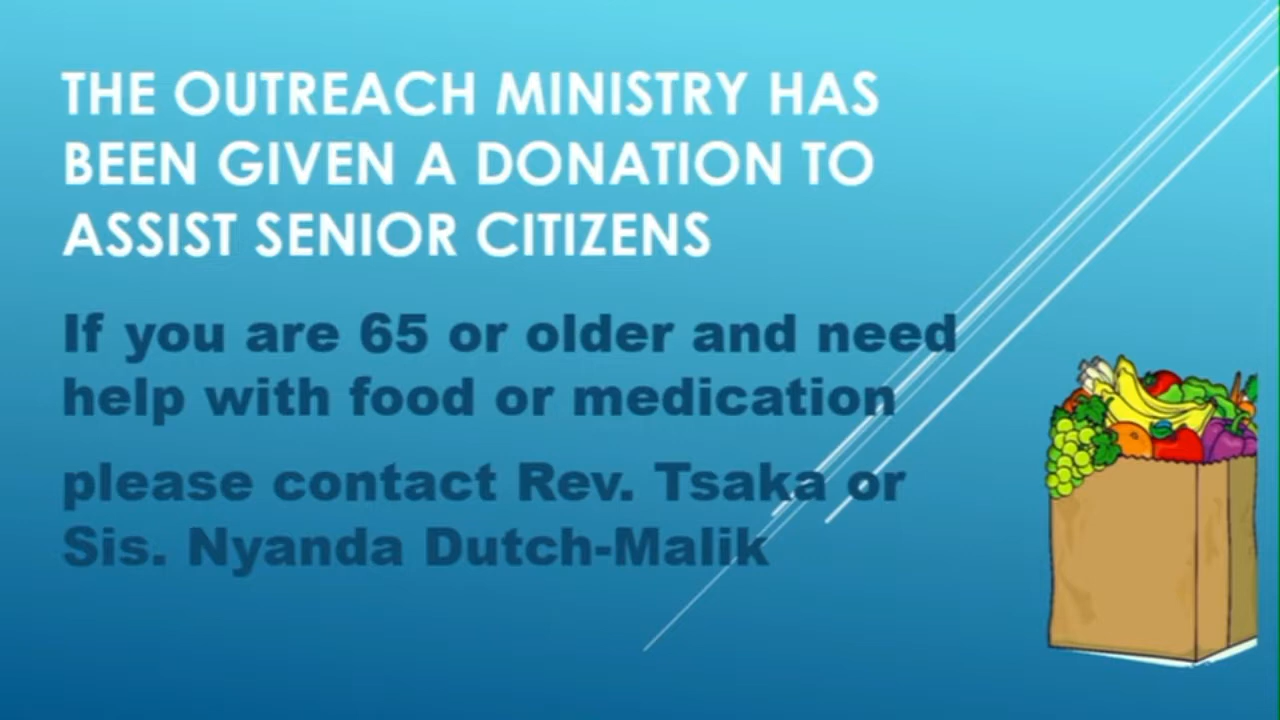 THE OUTREACH MINISTRY HAS
BEEN GIVEN A DONATION TO
ASSIST SENIOR CITIZENS
If you are 65 or older and need
help with food or medication
please contact Rev. Tsaka or
Sis. Nyanda Dutch-Malik